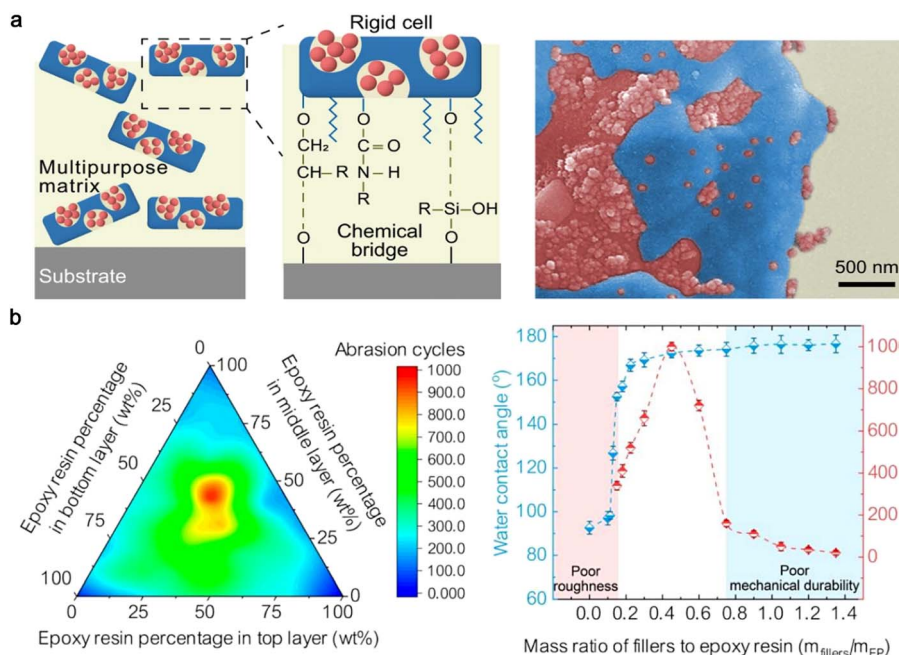 a
Rigid cell
Multipurpose
matrix
Substrate
O
CH₂
CH—R
O
O
C=O
N—H
R
O
R—Si—OH
O
Chemical
bridge
500 nm
b
Epoxy resin percentage
in bottom layer (wt%)
0
25
50
75
100
Epoxy resin percentage
in middle layer (wt%)
100
75
50
25
0
0
25
50
75
100
Epoxy resin percentage in top layer (wt%)
Abrasion cycles
1000
900.0
800.0
700.0
600.0
500.0
400.0
300.0
200.0
100.0
0.000
Water contact angle (°)
180
160
140
120
100
80
60
Poor
roughness
Poor
mechanical durability
1000
800
600
400
200
0
0.0 0.2 0.4 0.6 0.8 1.0 1.2 1.4
Mass ratio of fillers to epoxy resin (m_fillers/m_EP)